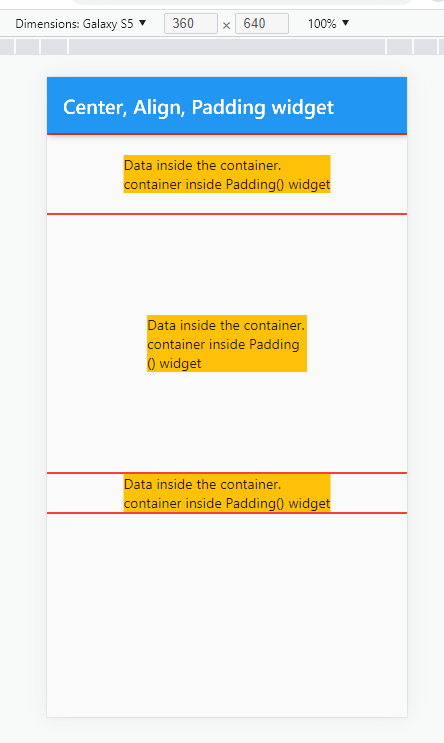 Dimensions: Galaxy S5 ▼ 360 × 640 100% ▼
Center, Align, Padding widget
Data inside the container.
container inside Padding() widget
Data inside the container.
container inside Padding
() widget
Data inside the container.
container inside Padding() widget